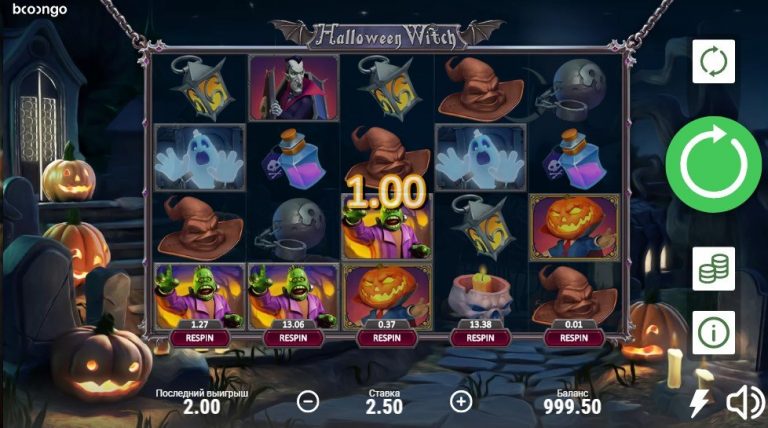 booongo
Halloween Witch
1.00
1.27 13.06 0.37 13.38 0.01
RESPIN RESPIN RESPIN RESPIN RESPIN
Последний выигрыш Ставка Баланс
2.00 2.50 999.50